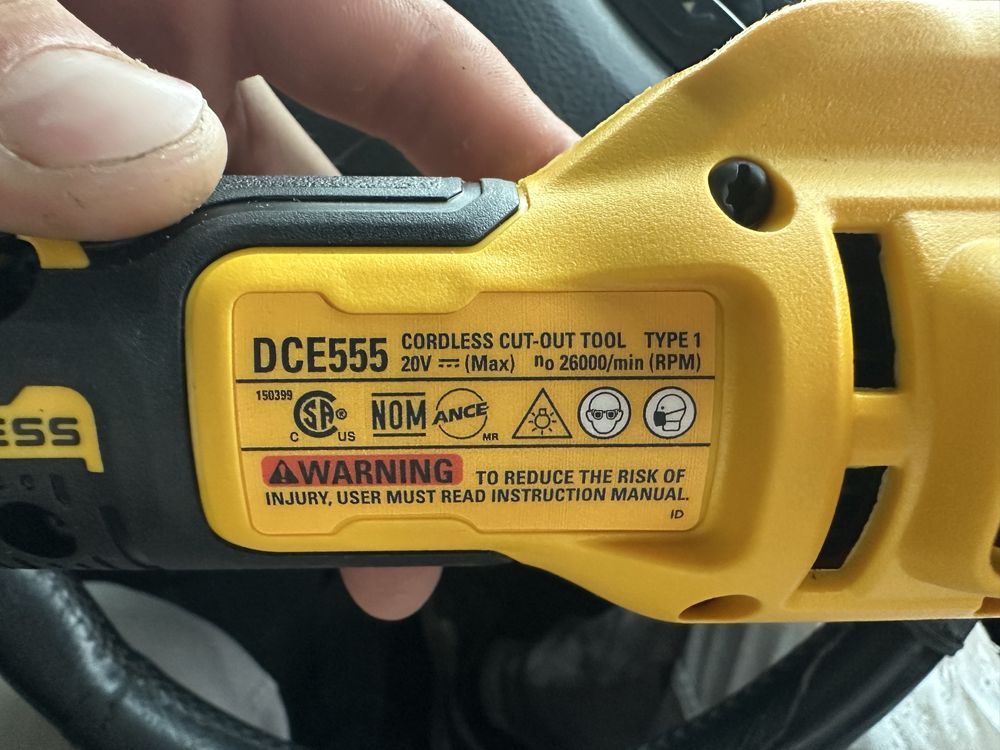 DCE555 CORDLESS CUT-OUT TOOL TYPE 1
20V ⎓ (Max) no 26000/min (RPM)
150399
C SA® US NOM ANCE MR
ESS
WARNING TO REDUCE THE RISK OF
INJURY, USER MUST READ INSTRUCTION MANUAL.
ID